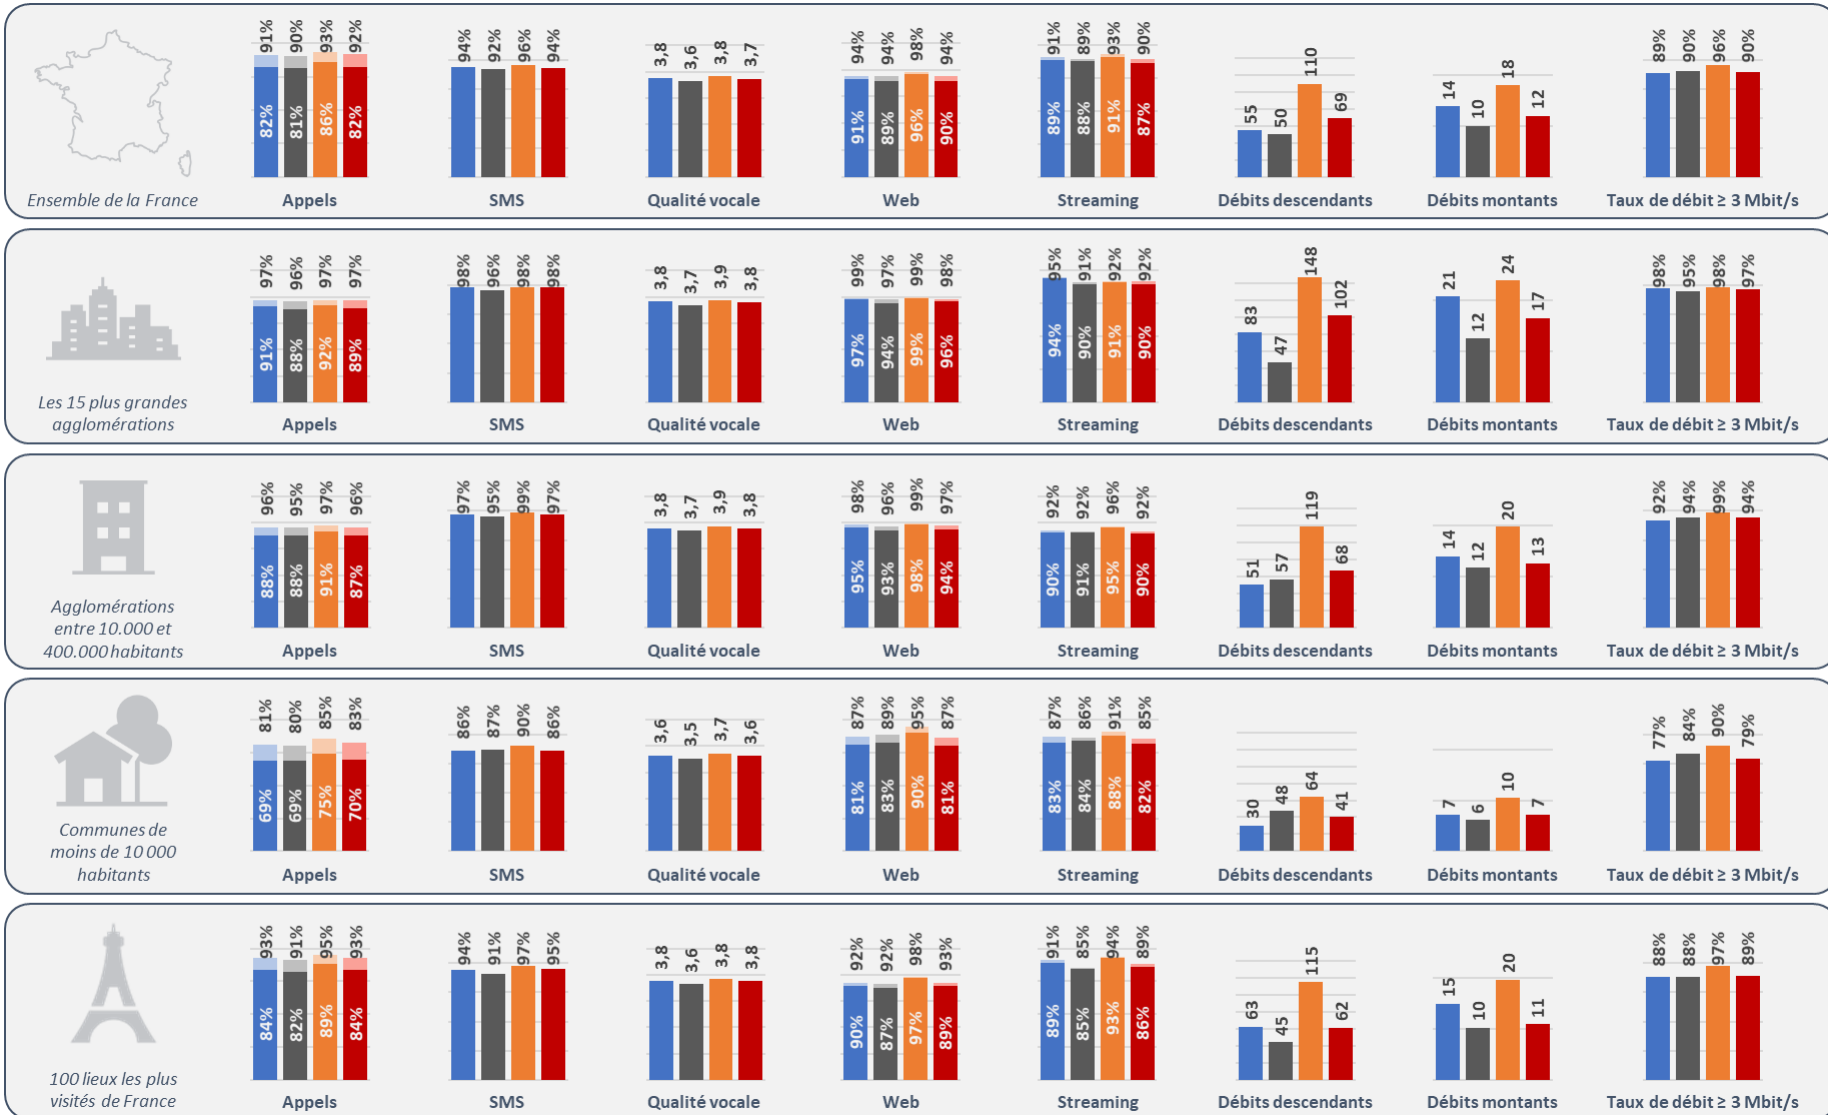 91% 90% 93% 92% 94% 92% 96% 94% 3,8 3,6 3,8 3,7 94% 94% 98% 94% 91% 89% 93% 90% 55 50 110 69 14 10 18 12 89% 90% 96% 90%
82% 81% 86% 82% 91% 89% 96% 90% 89% 88% 91% 87%
Ensemble de la France Appels SMS Qualité vocale Web Streaming Débits descendants Débits montants Taux de débit ≥ 3 Mbit/s
97% 96% 97% 97% 98% 96% 98% 98% 3,8 3,7 3,9 3,8 99% 97% 99% 98% 95% 91% 92% 92% 83 47 148 102 21 12 24 17 98% 95% 98% 97%
91% 88% 92% 89% 97% 94% 99% 96% 94% 90% 91% 90%
Les 15 plus grandes
agglomérations Appels SMS Qualité vocale Web Streaming Débits descendants Débits montants Taux de débit ≥ 3 Mbit/s
96% 95% 97% 96% 97% 95% 99% 97% 3,8 3,7 3,9 3,8 98% 96% 99% 97% 92% 92% 96% 92% 51 57 119 68 14 12 20 13 92% 94% 99% 94%
88% 88% 91% 87% 95% 93% 98% 94% 90% 91% 95% 90%
Agglomérations
entre 10.000 et
400.000 habitants Appels SMS Qualité vocale Web Streaming Débits descendants Débits montants Taux de débit ≥ 3 Mbit/s
81% 80% 85% 83% 86% 87% 90% 86% 3,6 3,5 3,7 3,6 87% 89% 95% 87% 87% 86% 91% 85% 30 48 64 41 7 6 10 7 77% 84% 90% 79%
69% 69% 75% 70% 81% 83% 90% 81% 83% 84% 88% 82%
Communes de
moins de 10 000
habitants Appels SMS Qualité vocale Web Streaming Débits descendants Débits montants Taux de débit ≥ 3 Mbit/s
93% 91% 95% 93% 94% 91% 97% 95% 3,8 3,6 3,8 3,8 92% 92% 98% 93% 91% 85% 94% 89% 63 45 115 62 15 10 20 11 88% 88% 97% 89%
84% 82% 89% 84% 90% 87% 97% 89% 89% 85% 93% 86%
100 lieux les plus
visités de France Appels SMS Qualité vocale Web Streaming Débits descendants Débits montants Taux de débit ≥ 3 Mbit/s